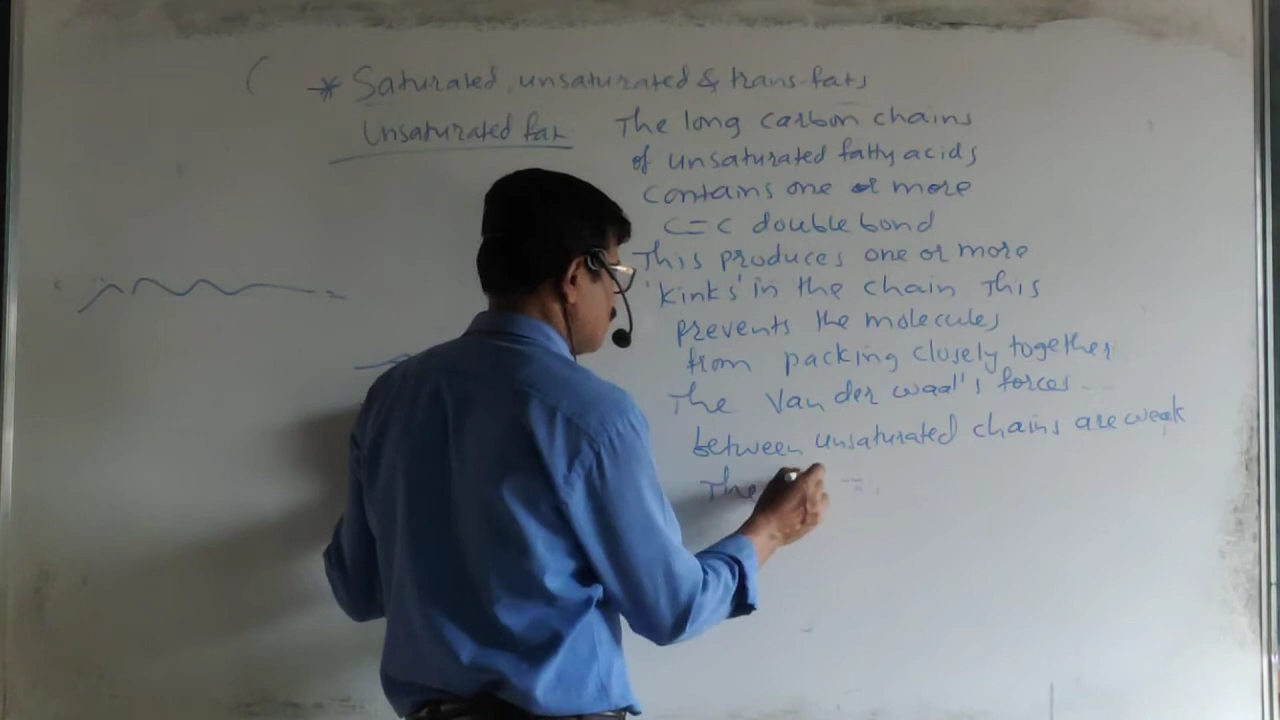 * Saturated, unsaturated & trans fats
Unsaturated fat
The long carbon chains
of unsaturated fatty acids
contains one or more
C=C double bond
This produces one or more
'kinks' in the chain This
prevents the molecules
from packing closely together
The Van der waal's forces
between unsaturated chains are weak
The